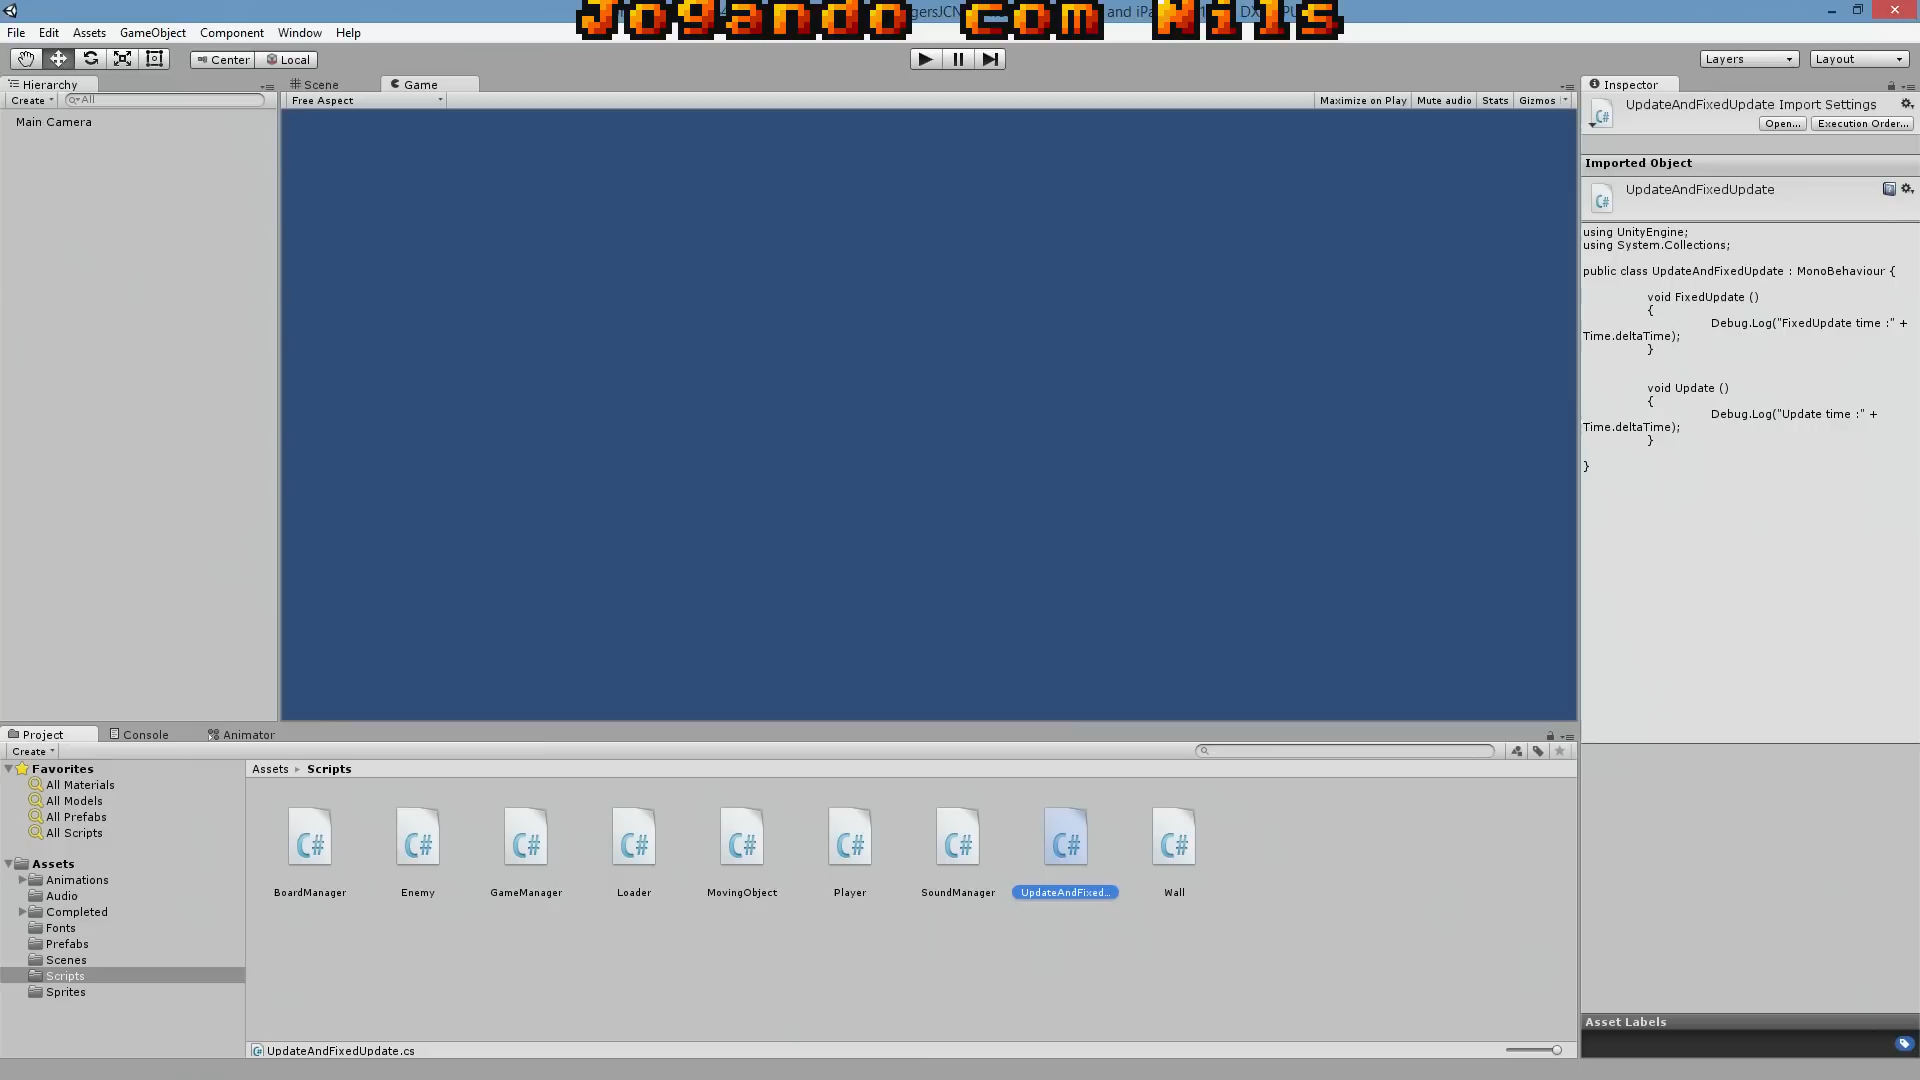 Jogando com Nils
gersJCN
and iPa
DX
File Edit Assets GameObject Component Window Help
Center Local
Layers Layout
Hierarchy
Create All
Main Camera
Scene Game
Free Aspect
Maximize on Play Mute audio Stats Gizmos
Inspector
UpdateAndFixedUpdate Import Settings
Open... Execution Order...
Imported Object
UpdateAndFixedUpdate
using UnityEngine;
using System.Collections;
public class UpdateAndFixedUpdate : MonoBehaviour {
void FixedUpdate ()
{
Debug.Log("FixedUpdate time :" +
Time.deltaTime);
}
void Update ()
{
Debug.Log("Update time :" +
Time.deltaTime);
}
}
Project Console Animator
Create
Favorites
All Materials
All Models
All Prefabs
All Scripts
Assets
Animations
Audio
Completed
Fonts
Prefabs
Scenes
Scripts
Sprites
Assets Scripts
C# C# C# C# C# C# C# C# C#
BoardManager Enemy GameManager Loader MovingObject Player SoundManager UpdateAndFixed... Wall
UpdateAndFixedUpdate.cs
Asset Labels